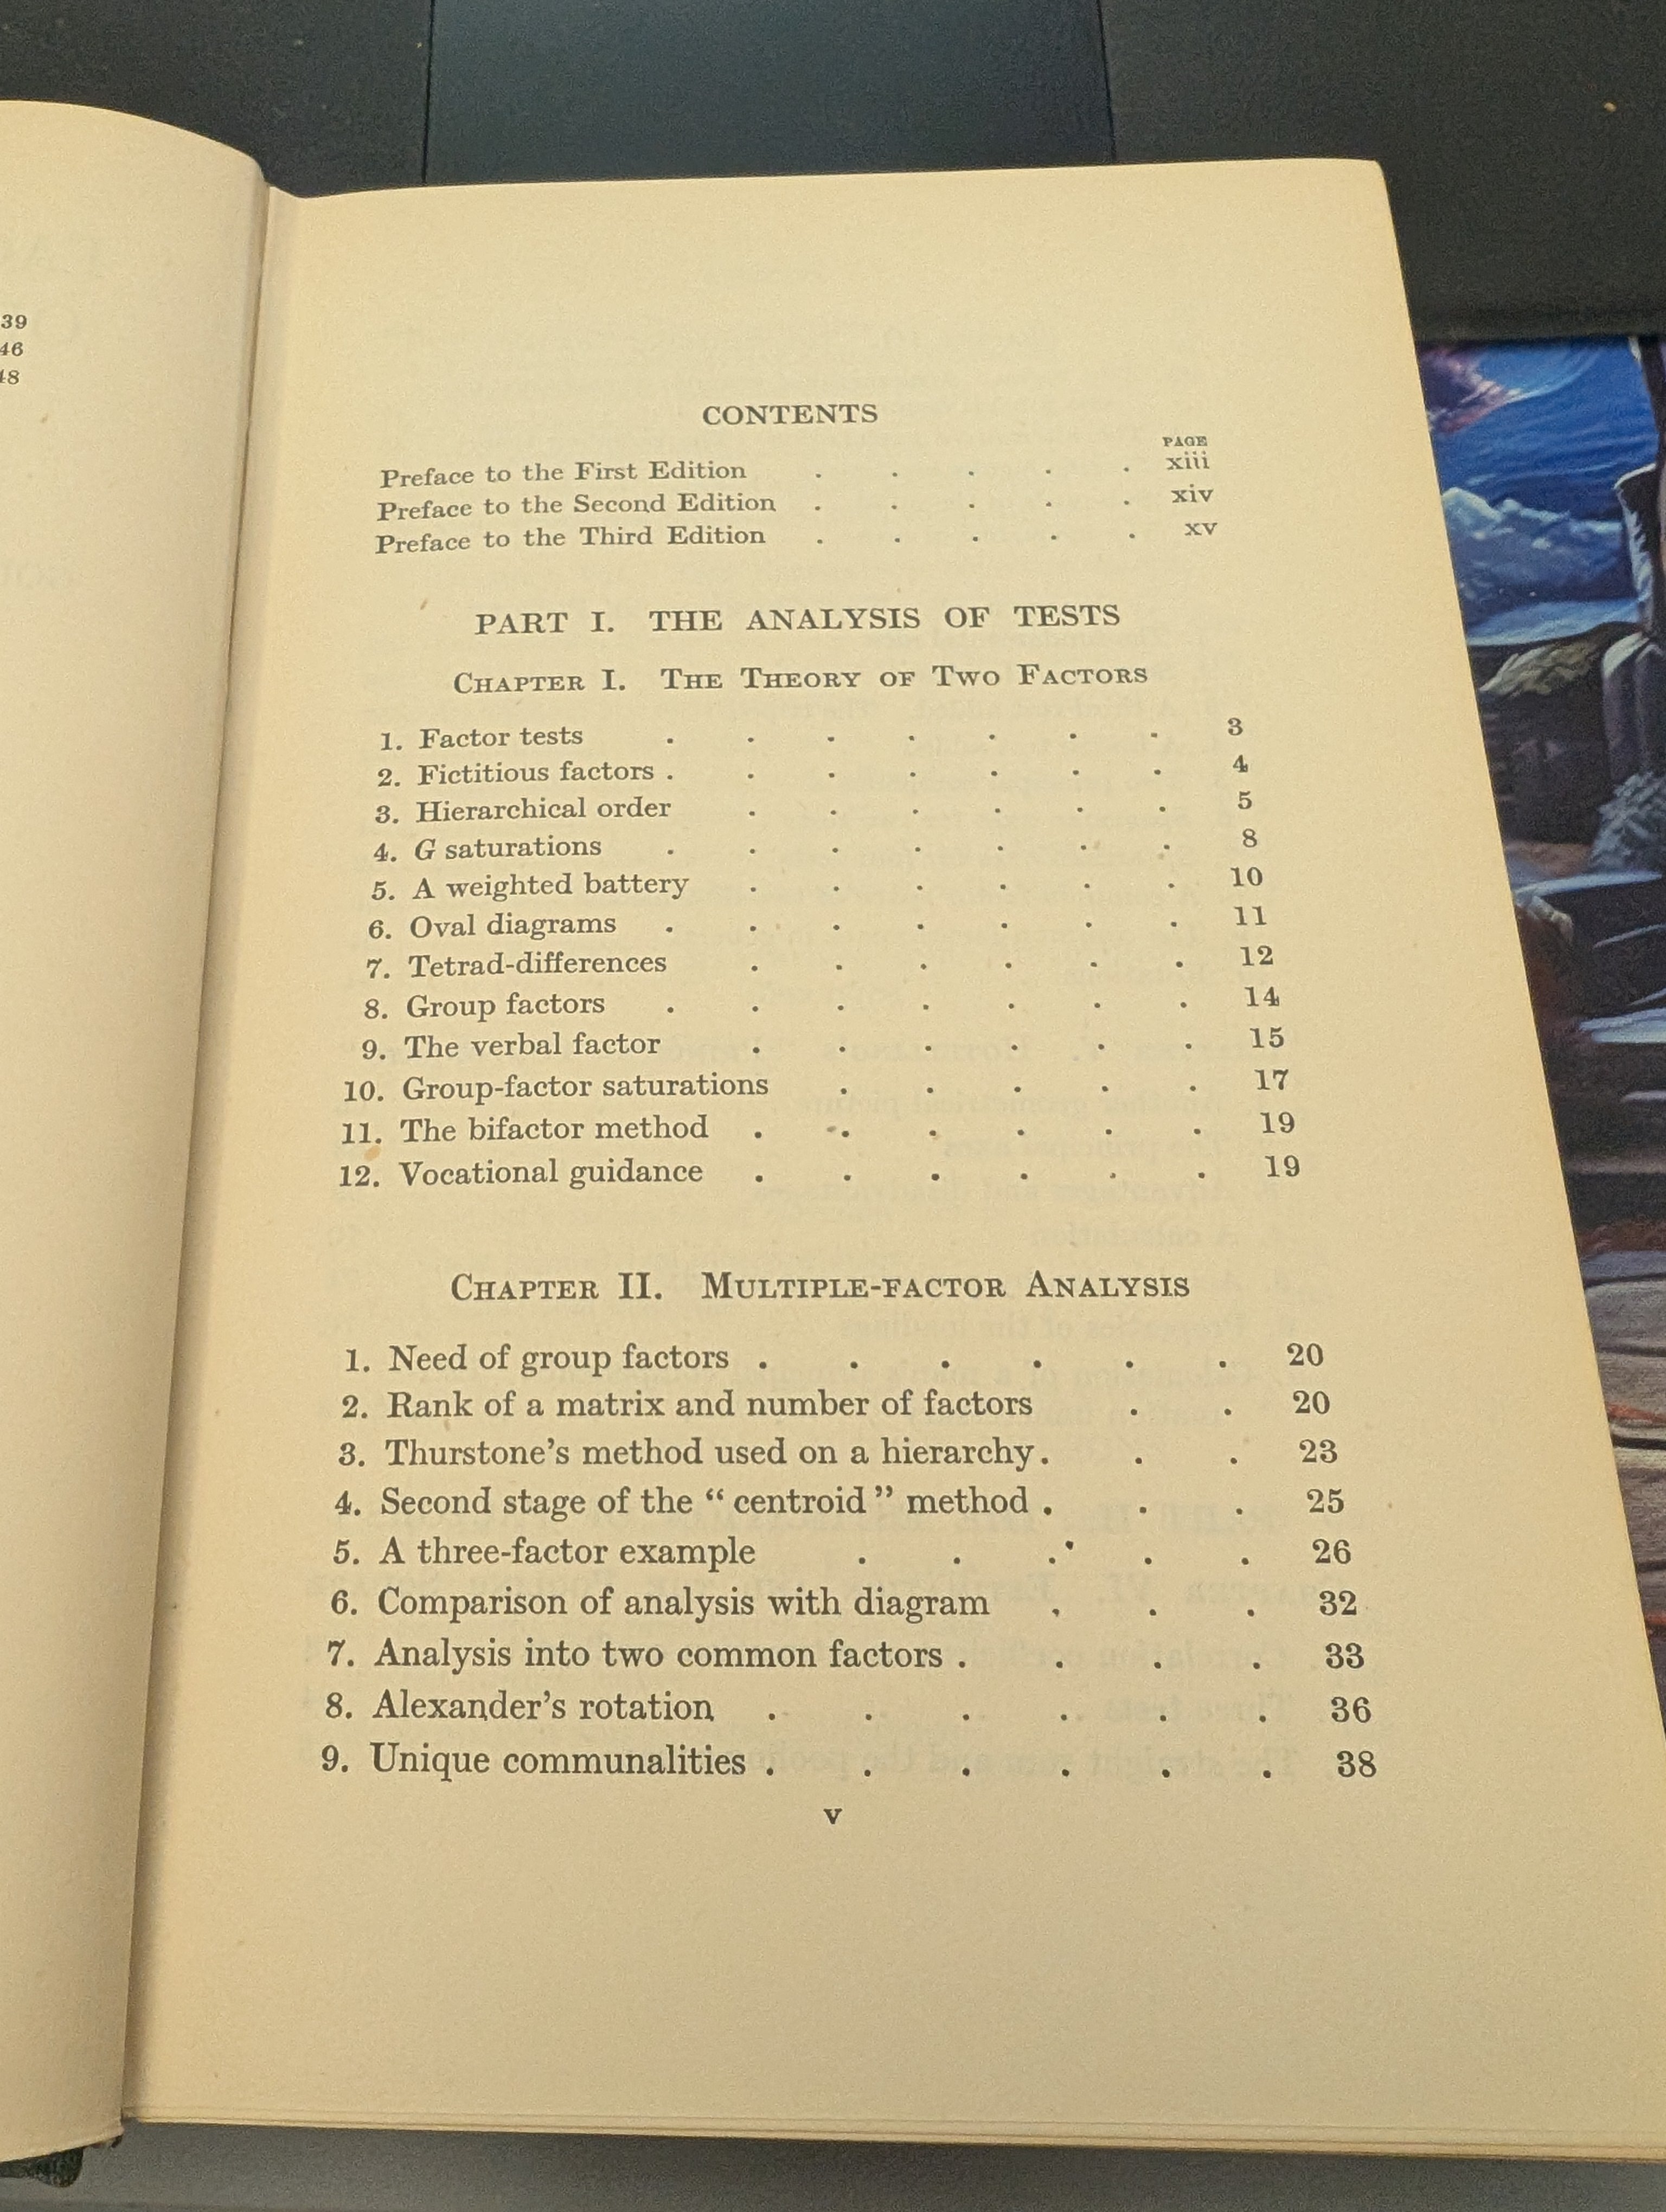 39
46
48
CONTENTS
PAGE
Preface to the First Edition . . . . . xiii
Preface to the Second Edition . . . . . xiv
Preface to the Third Edition . . . . . xv
PART I. THE ANALYSIS OF TESTS
CHAPTER I. THE THEORY OF TWO FACTORS
1. Factor tests . . . . . . . 3
2. Fictitious factors . . . . . . . 4
3. Hierarchical order . . . . . . 5
4. G saturations . . . . . . . 8
5. A weighted battery . . . . . . 10
6. Oval diagrams . . . . . . . 11
7. Tetrad-differences . . . . . . 12
8. Group factors . . . . . . . 14
9. The verbal factor . . . . . . 15
10. Group-factor saturations . . . . . 17
11. The bifactor method . . . . . . 19
12. Vocational guidance . . . . . . 19
CHAPTER II. MULTIPLE-FACTOR ANALYSIS
1. Need of group factors . . . . . . 20
2. Rank of a matrix and number of factors . . 20
3. Thurstone's method used on a hierarchy . . . 23
4. Second stage of the “ centroid ” method . . . 25
5. A three-factor example . . . . . 26
6. Comparison of analysis with diagram . . . 32
7. Analysis into two common factors . . . . 33
8. Alexander's rotation . . . . . . 36
9. Unique communalities . . . . . . 38
v